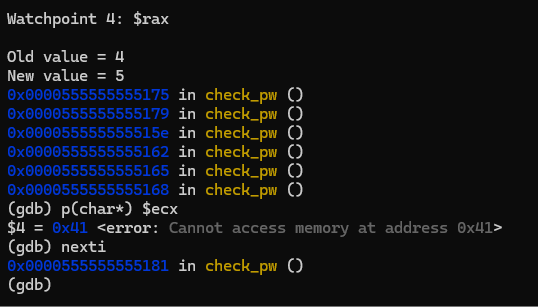 Watchpoint 4: $rax
Old value = 4
New value = 5
0x0000555555555175 in check_pw ()
0x0000555555555179 in check_pw ()
0x000055555555515e in check_pw ()
0x0000555555555162 in check_pw ()
0x0000555555555165 in check_pw ()
0x0000555555555168 in check_pw ()
(gdb) p(char*) $ecx
$4 = 0x41 <error: Cannot access memory at address 0x41>
(gdb) nexti
0x0000555555555181 in check_pw ()
(gdb)